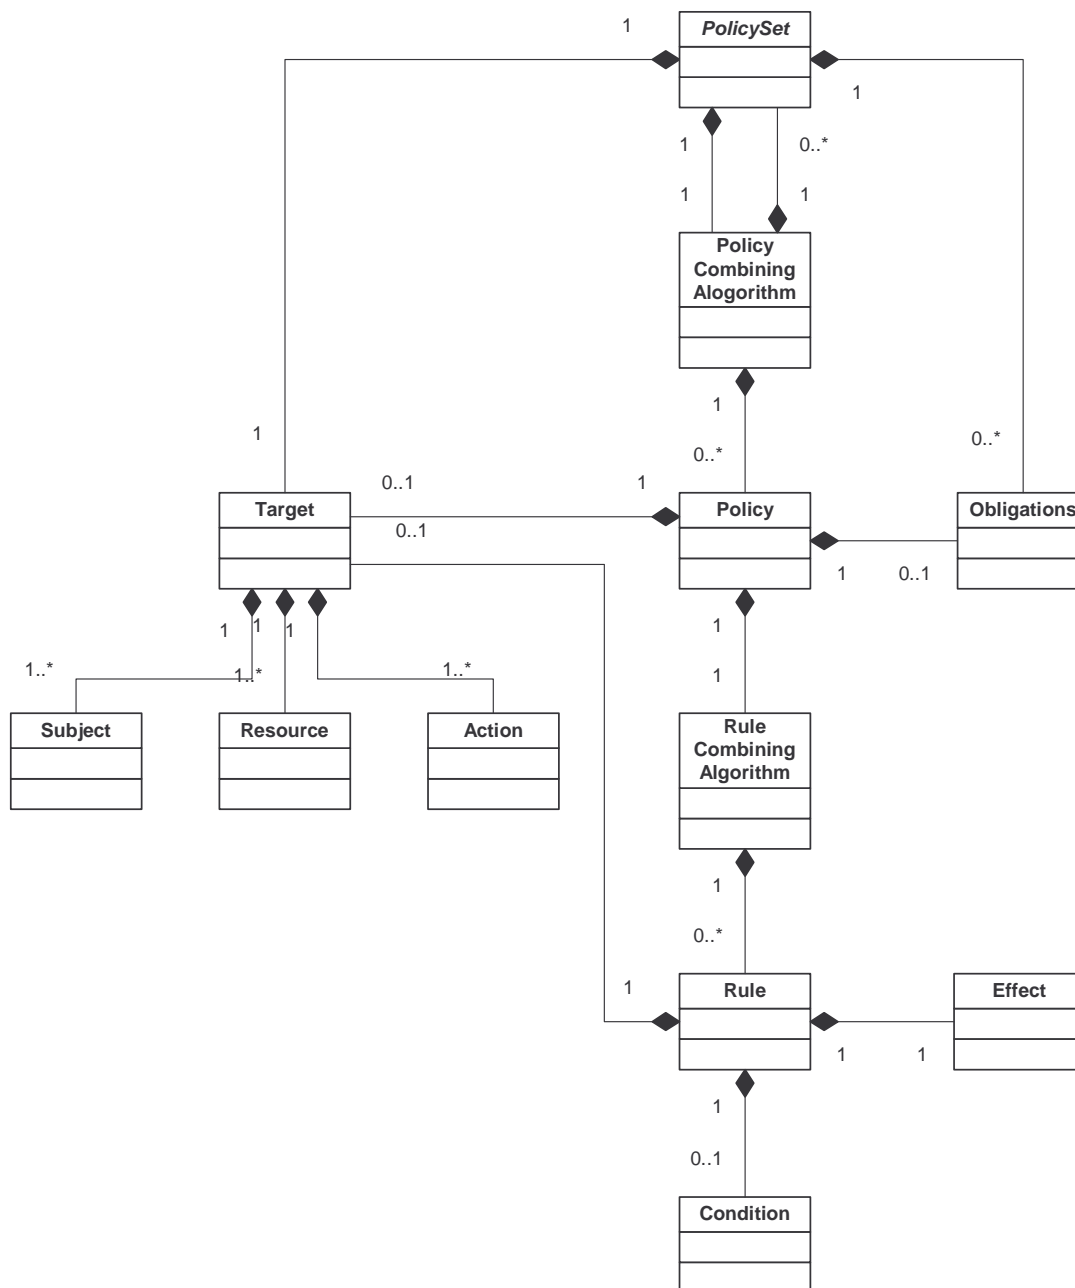 1
PolicySet
1
1
0..*
1
1
Policy
Combining
Alogorithm
1
1
0..*
0..*
0..1
1
Target
Policy
Obligations
0..1
1
0..1
1
1
1
1
1..*
1..*
1..*
1
Subject
Resource
Action
Rule
Combining
Algorithm
1
0..*
1
Rule
Effect
1
1
1
0..1
Condition